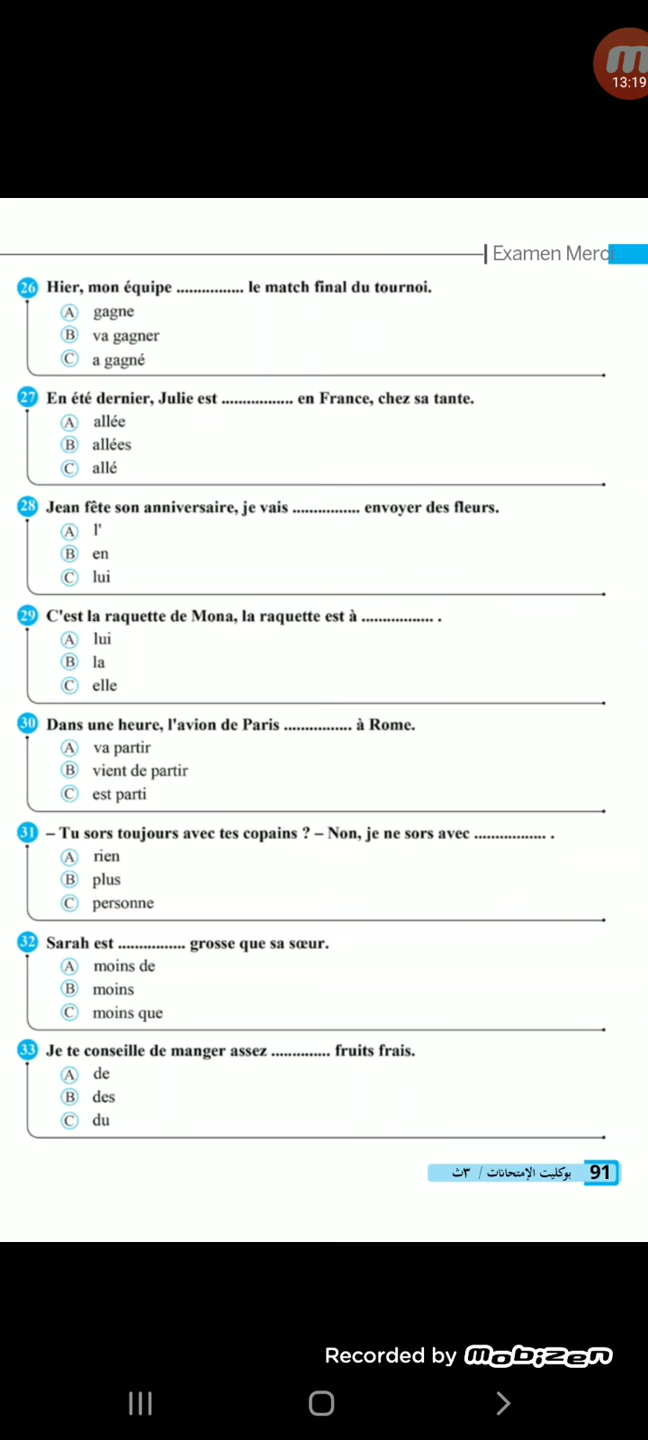 13:19
Examen Merc
26 Hier, mon équipe ................ le match final du tournoi.
A gagne
B va gagner
C a gagné
27 En été dernier, Julie est ................. en France, chez sa tante.
A allée
B allées
C allé
28 Jean fête son anniversaire, je vais ................ envoyer des fleurs.
A l'
B en
C lui
29 C'est la raquette de Mona, la raquette est à ................. .
A lui
B la
C elle
30 Dans une heure, l'avion de Paris ................ à Rome.
A va partir
B vient de partir
C est parti
31 – Tu sors toujours avec tes copains ? – Non, je ne sors avec ................. .
A rien
B plus
C personne
32 Sarah est ................ grosse que sa sœur.
A moins de
B moins
C moins que
33 Je te conseille de manger assez .............. fruits frais.
A de
B des
C du
بوكليت الإمتحانات / ٣ث 91
Recorded by mobizen